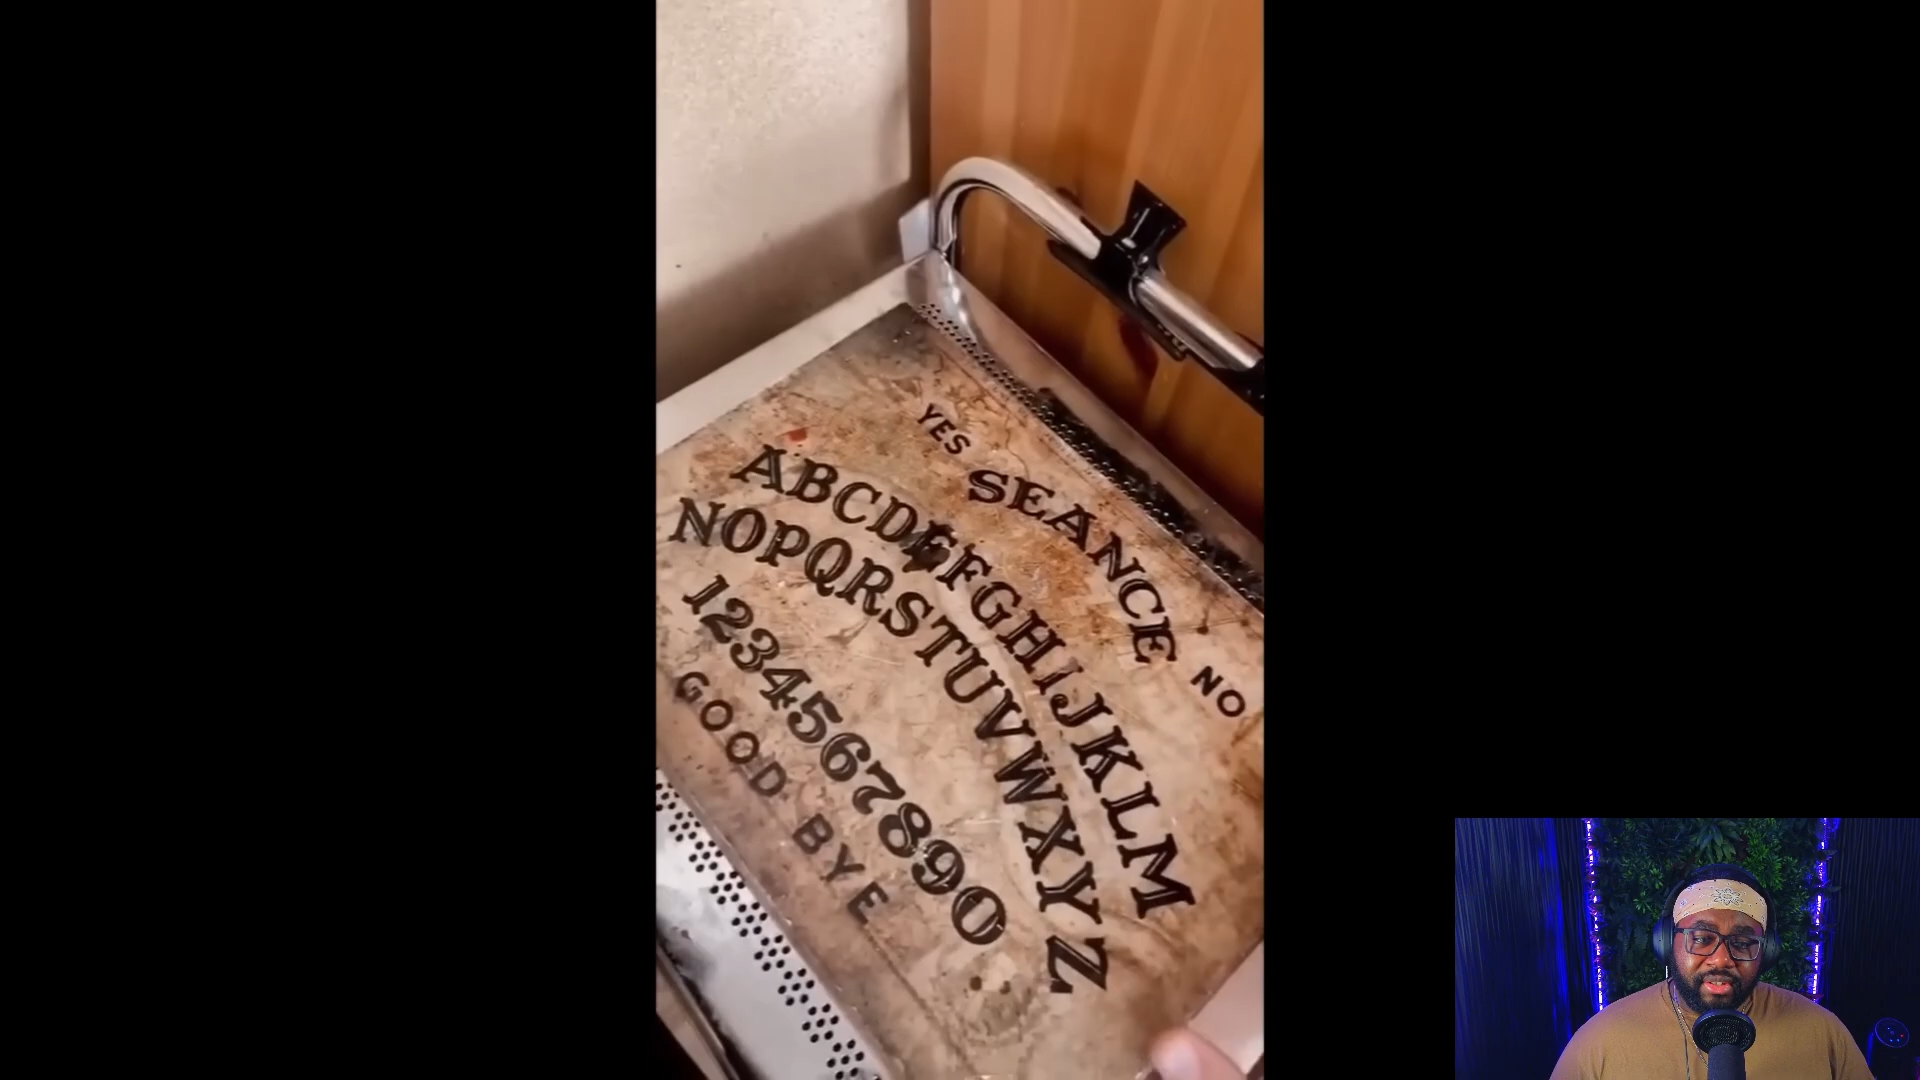 YES
SEANCE
NO
ABCDEFGHIJKLM
NOPQRSTUVWXYZ
1234567890
GOOD BYE